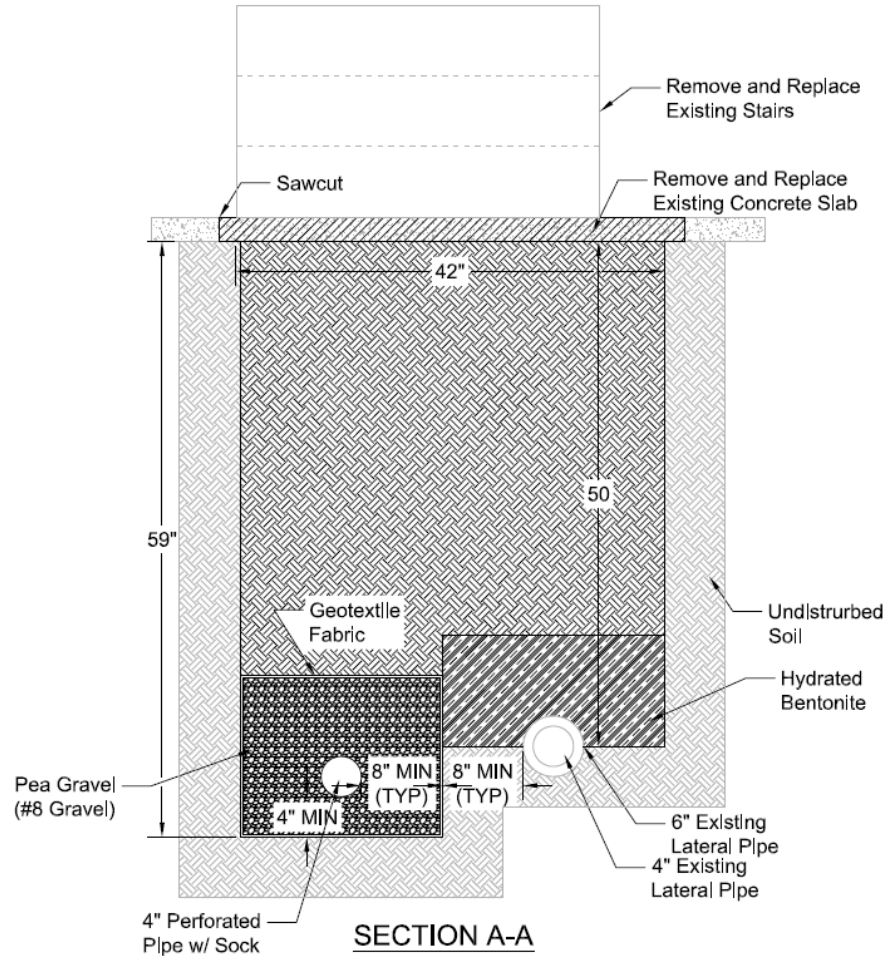 Remove and Replace
Existing Stairs
Sawcut
Remove and Replace
Existing Concrete Slab
42"
50
59"
Geotextile
Fabric
Undisturbed
Soil
Hydrated
Bentonite
Pea Gravel
(#8 Gravel)
8" MIN
(TYP)
8" MIN
(TYP)
4" MIN
6" Existing
Lateral Pipe
4" Existing
Lateral Pipe
4" Perforated
Pipe w/ Sock
SECTION A-A